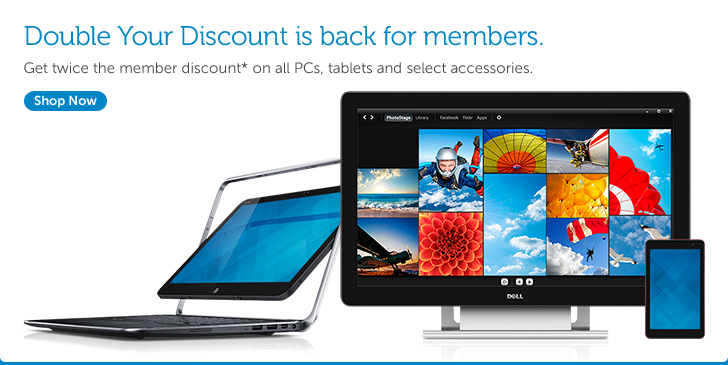 Double Your Discount is back for members.
Get twice the member discount* on all PCs, tablets and select accessories.
Shop Now
PhotoStage Library Facebook Flickr Apps
DELL